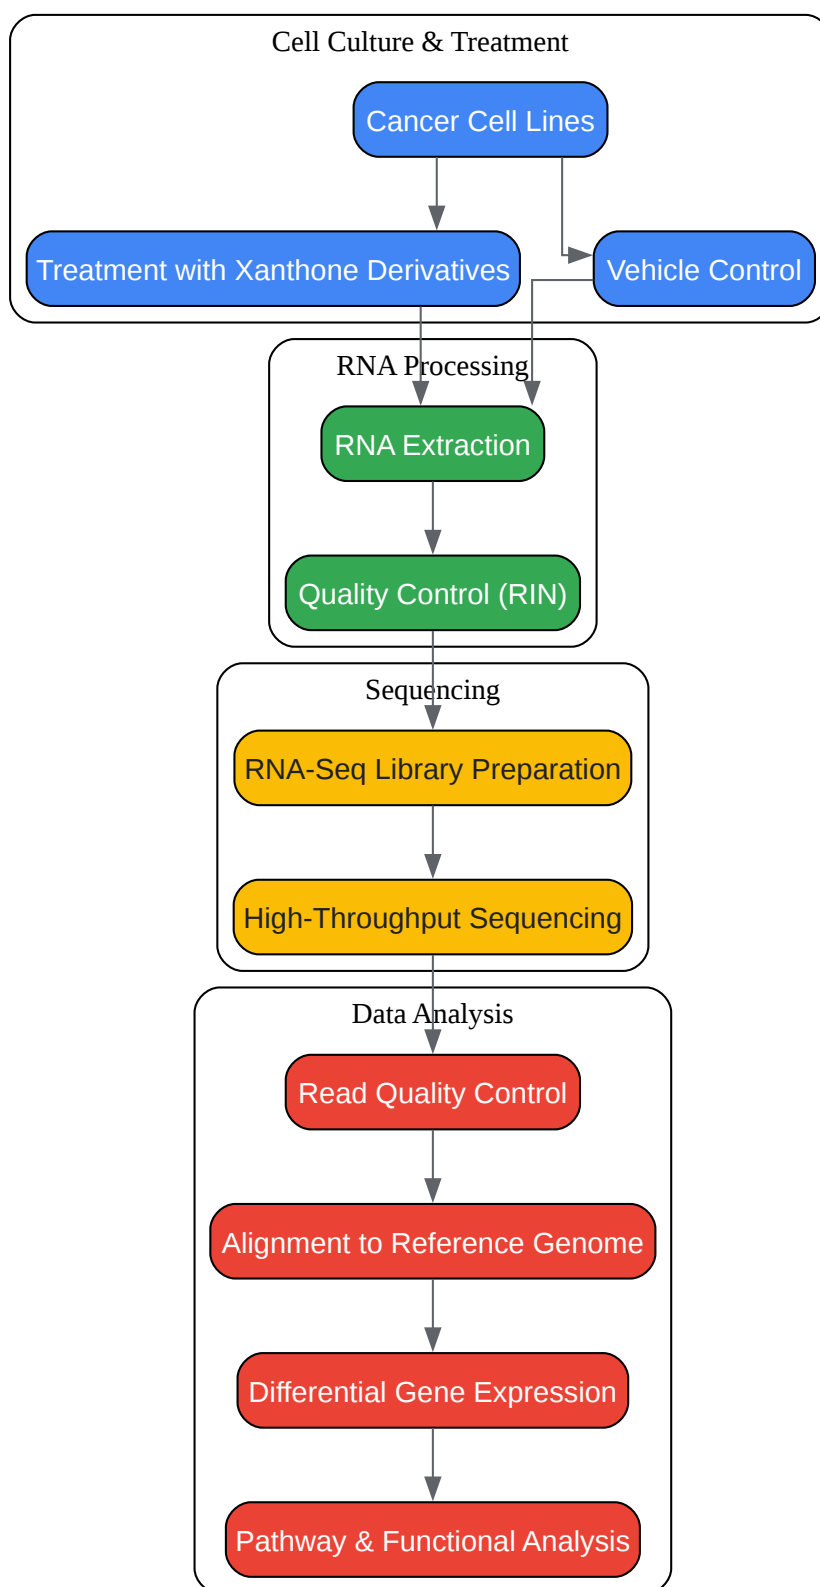 Cell Culture & Treatment
Cancer Cell Lines
Treatment with Xanthone Derivatives
Vehicle Control
RNA Processing
RNA Extraction
Quality Control (RIN)
Sequencing
RNA-Seq Library Preparation
High-Throughput Sequencing
Data Analysis
Read Quality Control
Alignment to Reference Genome
Differential Gene Expression
Pathway & Functional Analysis